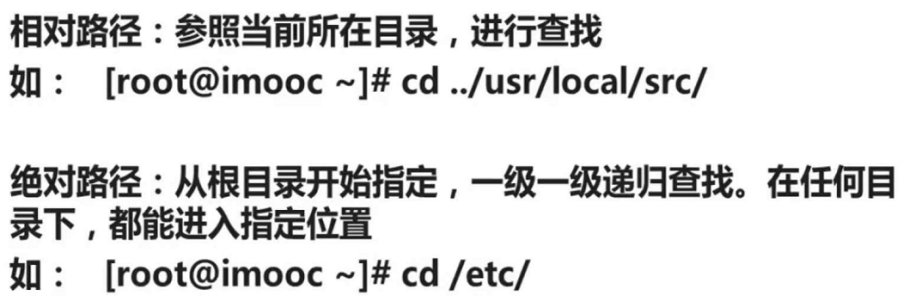 相对路径：参照当前所在目录，进行查找
如： [root@imooc ~]# cd ../usr/local/src/
绝对路径：从根目录开始指定，一级一级递归查找。在任何目
录下，都能进入指定位置
如： [root@imooc ~]# cd /etc/